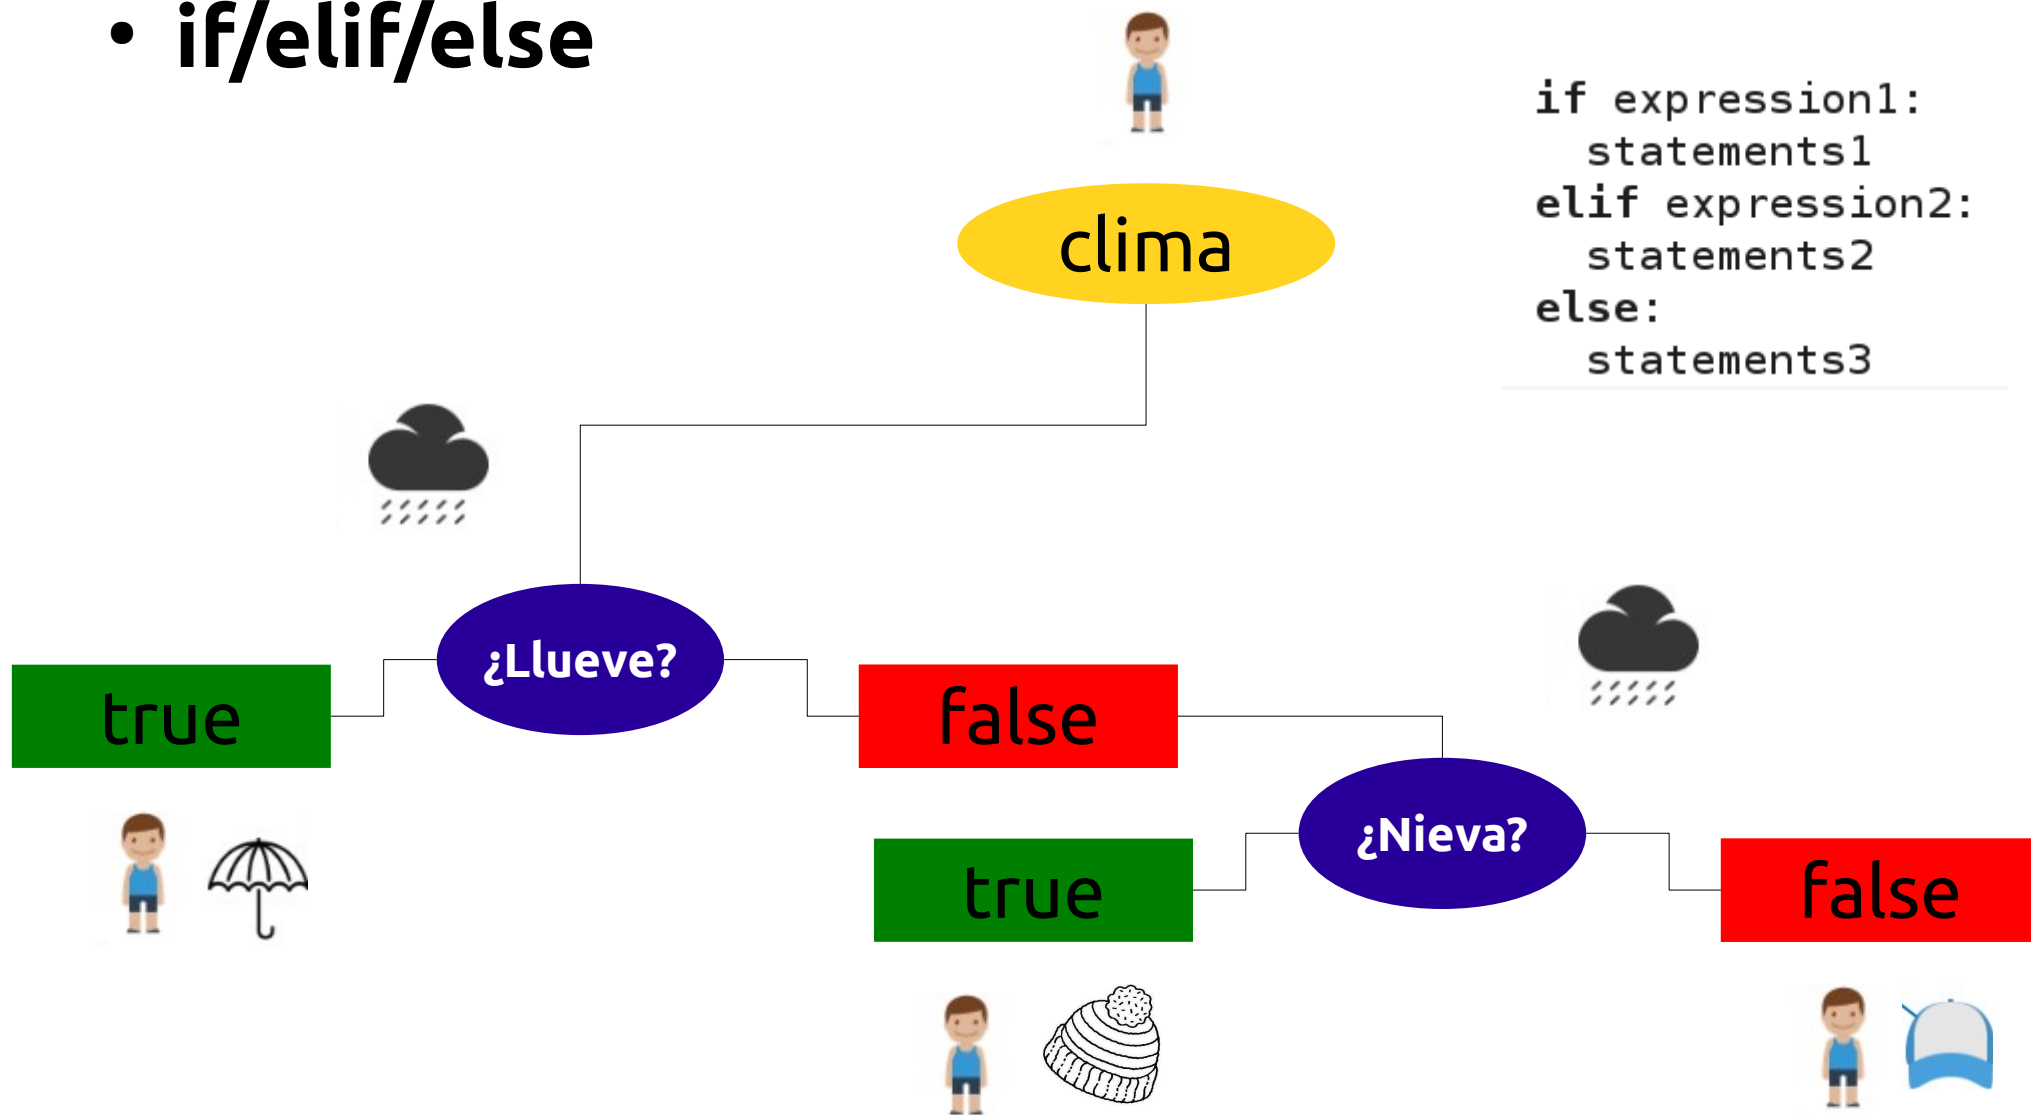 • if/elif/else
if expression1:
statements1
elif expression2:
statements2
else:
statements3
clima
¿Llueve?
true
false
¿Nieva?
true
false